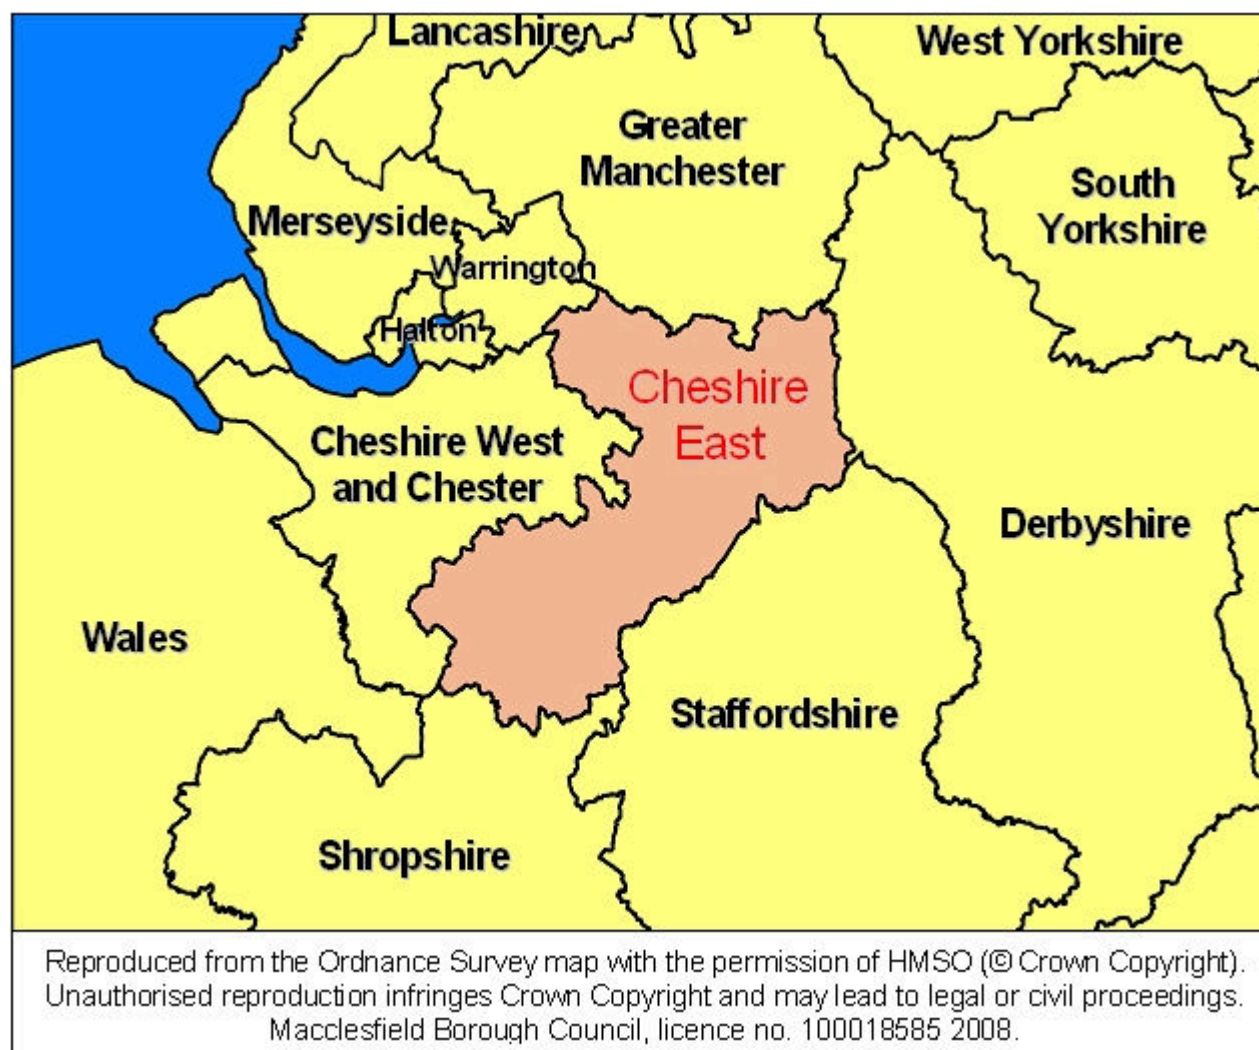 Lancashire
West Yorkshire
Greater
Manchester
South
Yorkshire
Merseyside
Warrington
Halton
Cheshire
East
Cheshire West
and Chester
Derbyshire
Wales
Staffordshire
Shropshire
Reproduced from the Ordnance Survey map with the permission of HMSO (© Crown Copyright).
Unauthorised reproduction infringes Crown Copyright and may lead to legal or civil proceedings.
Macclesfield Borough Council, licence no. 100018585 2008.